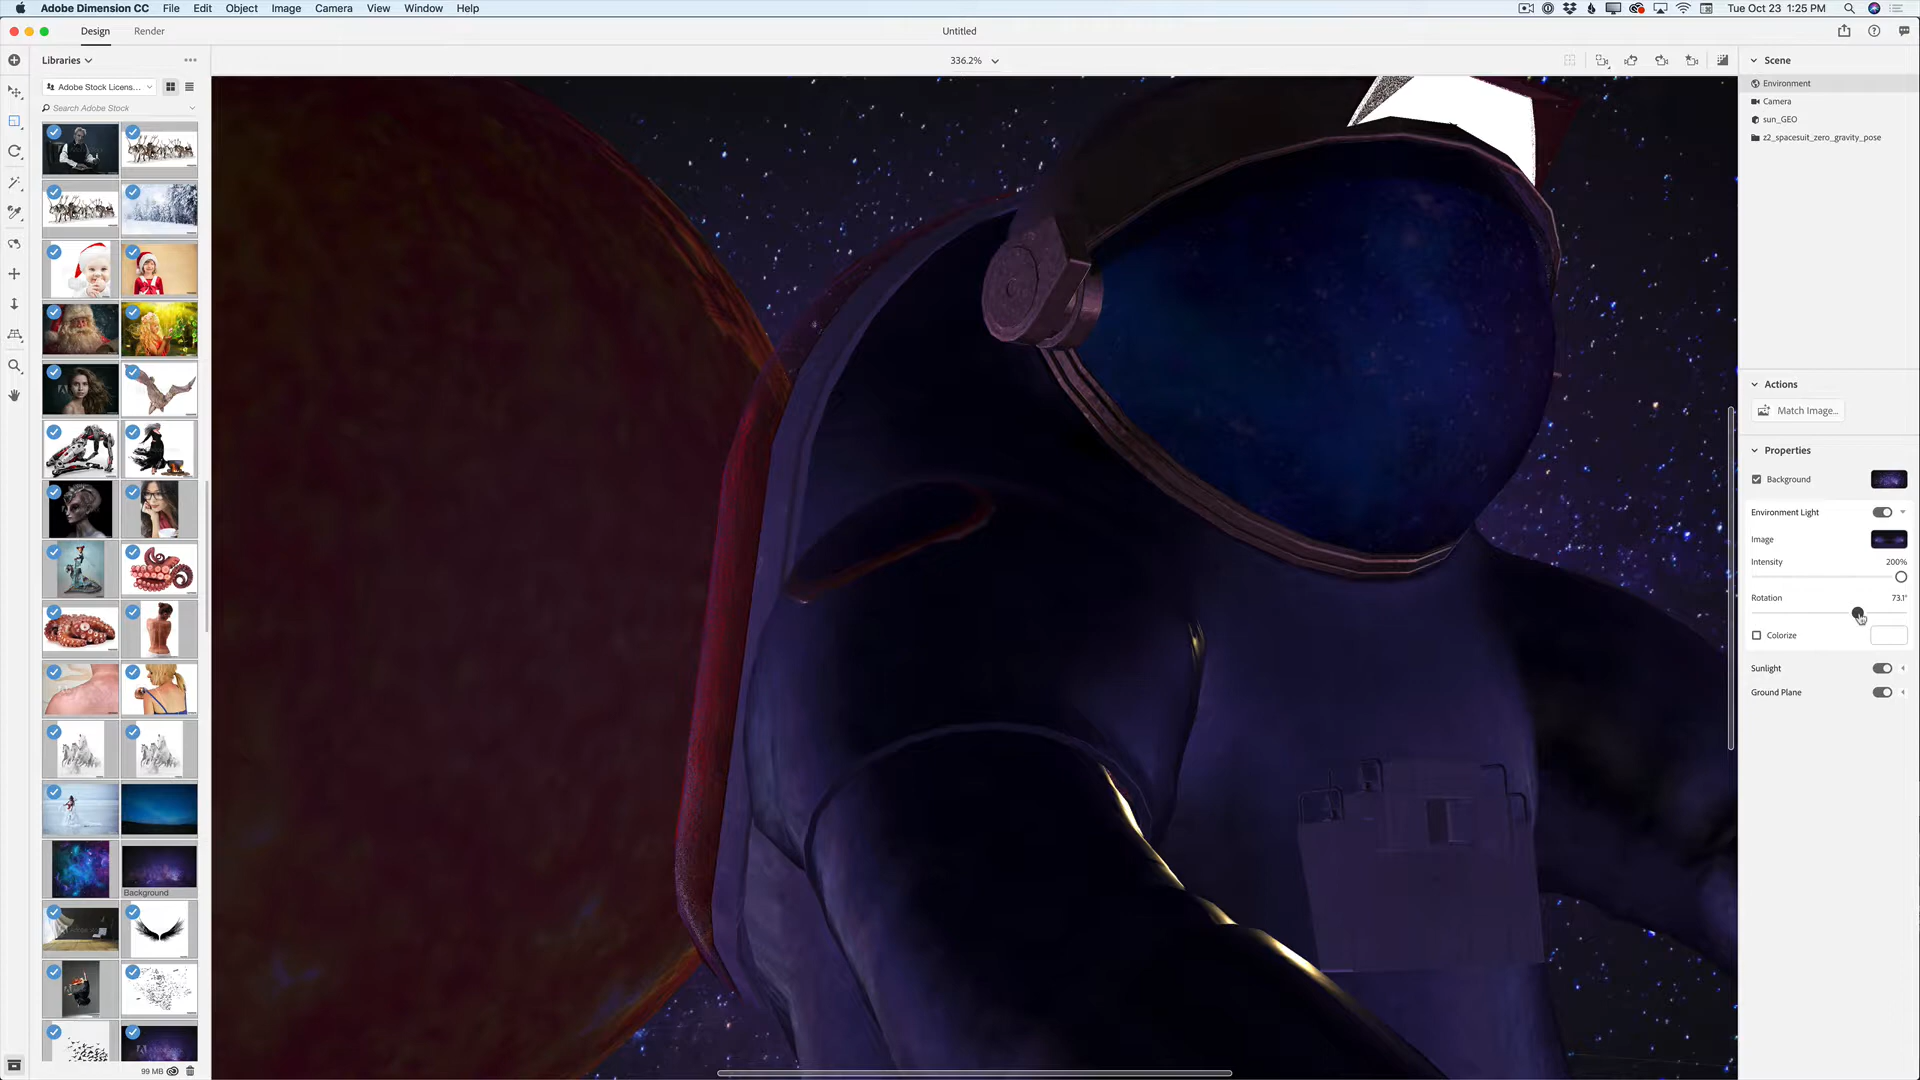 Adobe Dimension CC File Edit Object Image Camera View Window Help
Tue Oct 23 1:25 PM
Design Render
Untitled
Libraries
336.2%
Adobe Stock Licens...
Search Adobe Stock
Background
99 MB
Scene
Environment
Camera
sun_GEO
z2_spacesuit_zero_gravity_pose
Actions
Match Image...
Properties
Background
Environment Light
Image
Intensity 200%
Rotation 73.1°
Colorize
Sunlight
Ground Plane